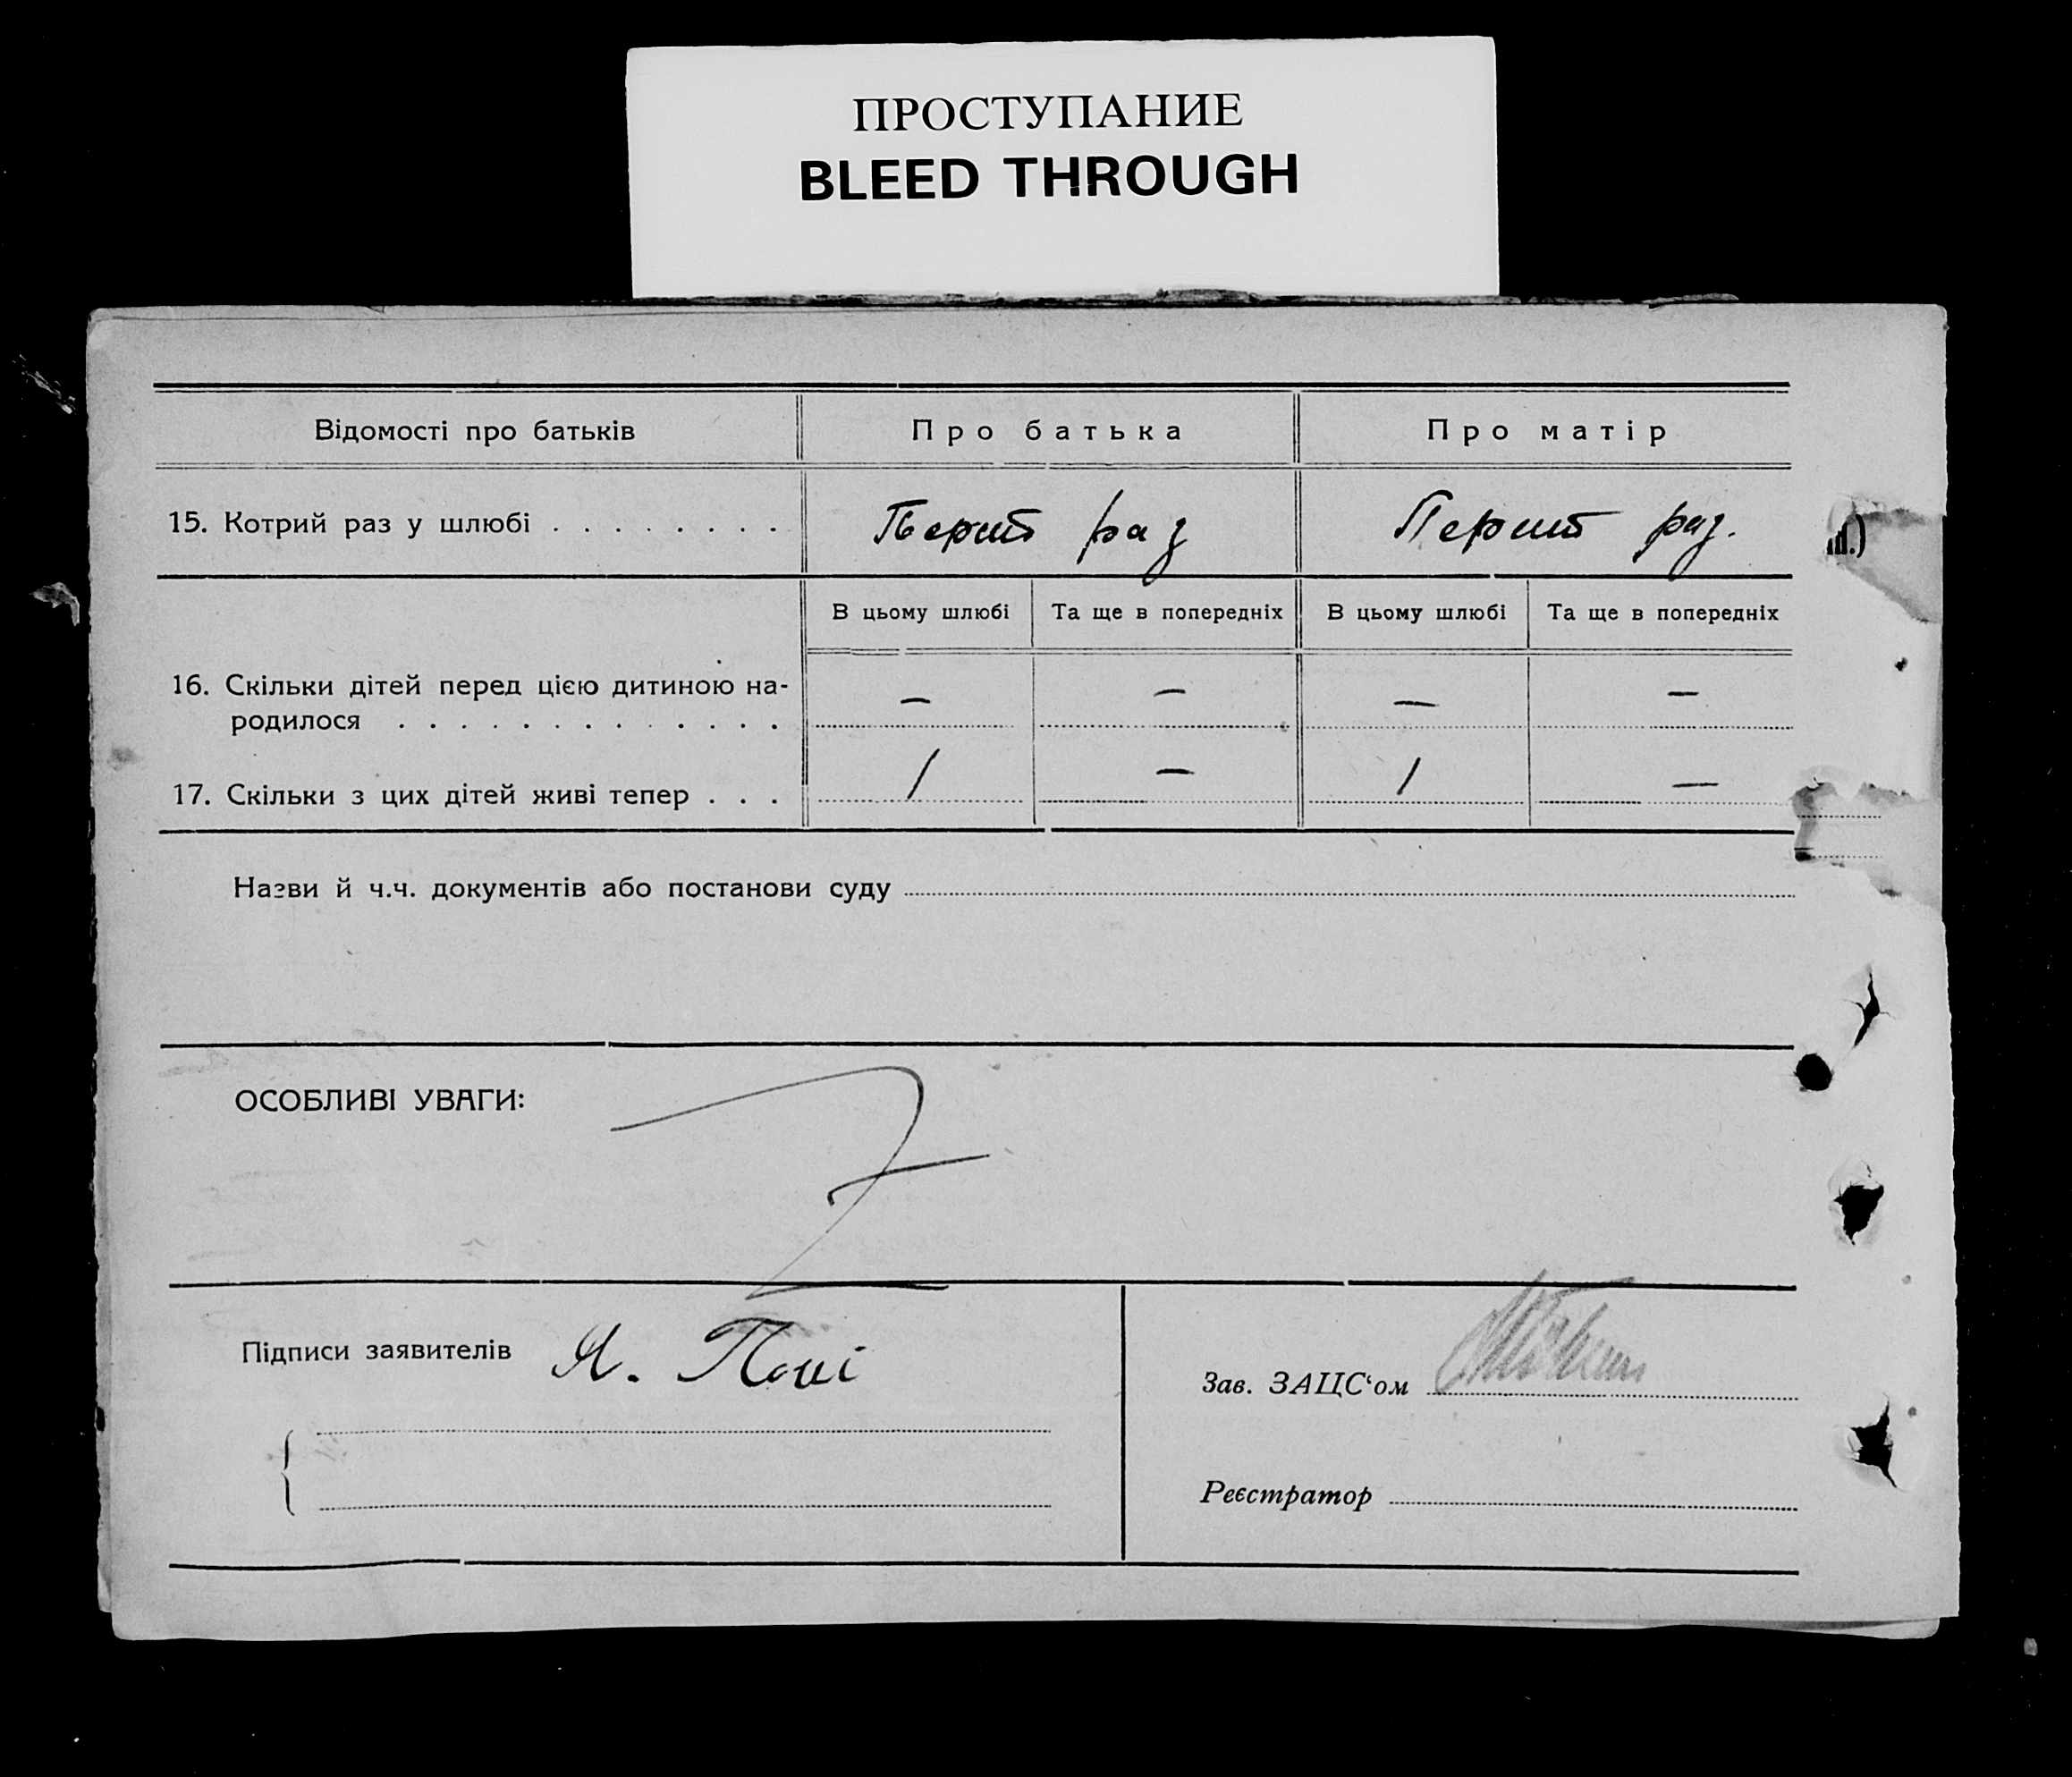 ПРОСТУПАНИЕ
BLEED THROUGH
Відомості про батьків Про батька Про матір
15. Котрий раз у шлюбі . . . . . . . . Перший раз Перший раз.
В цьому шлюбі Та ще в попередніх В цьому шлюбі Та ще в попередніх
16. Скільки дітей перед цією дитиною на-
родилося . . . . . . . . . . . . . — — — —
17. Скільки з цих дітей живі тепер . . . 1 — 1 —
Назви й ч.ч. документів або постанови суду
ОСОБЛИВІ УВАГИ:
Підписи заявителів Я.
Зав. ЗАЦС‘ом
Реєстратор